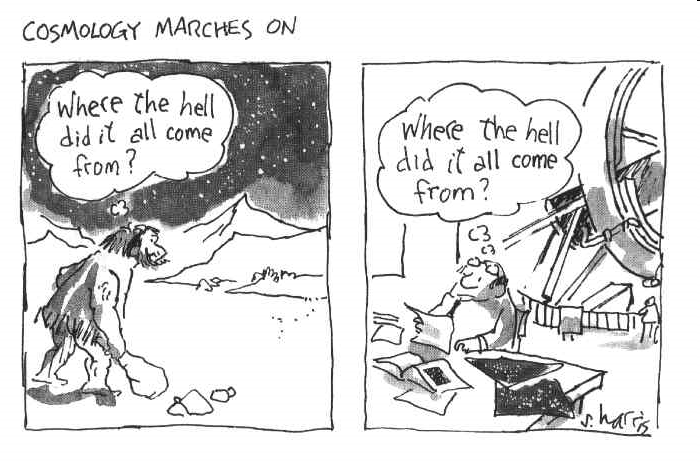 COSMOLOGY MARCHES ON
Where the hell
did it all come
from?
Where the hell
did it all come
from?
s. harris